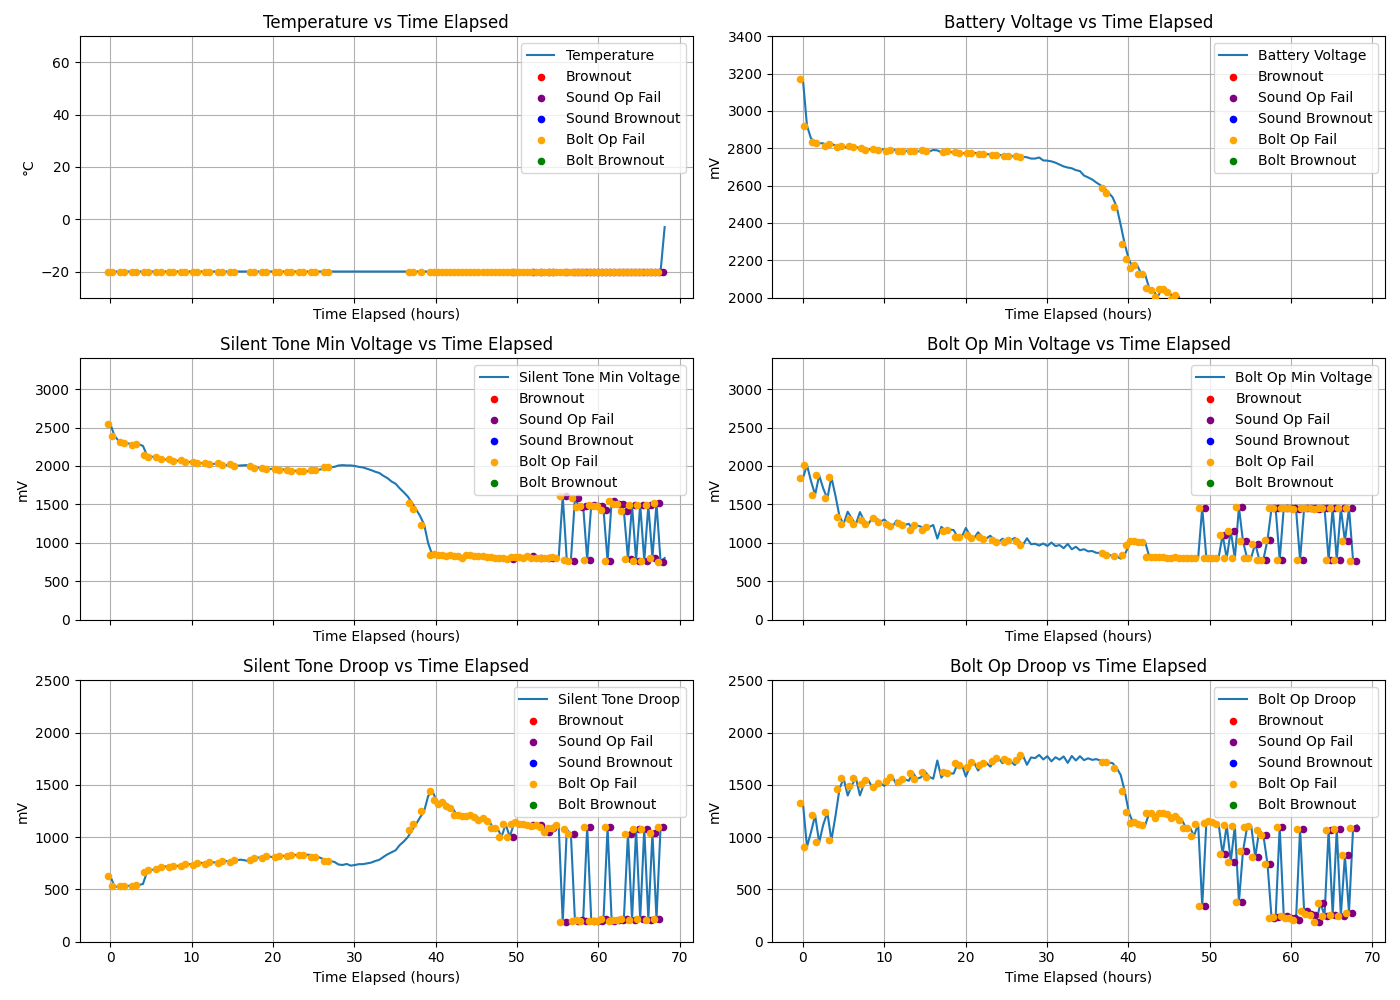 Temperature vs Time Elapsed
60
40
20
0
−20
°C
Time Elapsed (hours)
Temperature
Brownout
Sound Op Fail
Sound Brownout
Bolt Op Fail
Bolt Brownout
Battery Voltage vs Time Elapsed
3400
3200
3000
2800
2600
2400
2200
2000
mV
Time Elapsed (hours)
Battery Voltage
Brownout
Sound Op Fail
Sound Brownout
Bolt Op Fail
Bolt Brownout
Silent Tone Min Voltage vs Time Elapsed
3000
2500
2000
1500
1000
500
0
mV
Time Elapsed (hours)
Silent Tone Min Voltage
Brownout
Sound Op Fail
Sound Brownout
Bolt Op Fail
Bolt Brownout
Bolt Op Min Voltage vs Time Elapsed
3000
2500
2000
1500
1000
500
0
mV
Time Elapsed (hours)
Bolt Op Min Voltage
Brownout
Sound Op Fail
Sound Brownout
Bolt Op Fail
Bolt Brownout
Silent Tone Droop vs Time Elapsed
2500
2000
1500
1000
500
0
mV
0 10 20 30 40 50 60 70
Time Elapsed (hours)
Silent Tone Droop
Brownout
Sound Op Fail
Sound Brownout
Bolt Op Fail
Bolt Brownout
Bolt Op Droop vs Time Elapsed
2500
2000
1500
1000
500
0
mV
0 10 20 30 40 50 60 70
Time Elapsed (hours)
Bolt Op Droop
Brownout
Sound Op Fail
Sound Brownout
Bolt Op Fail
Bolt Brownout